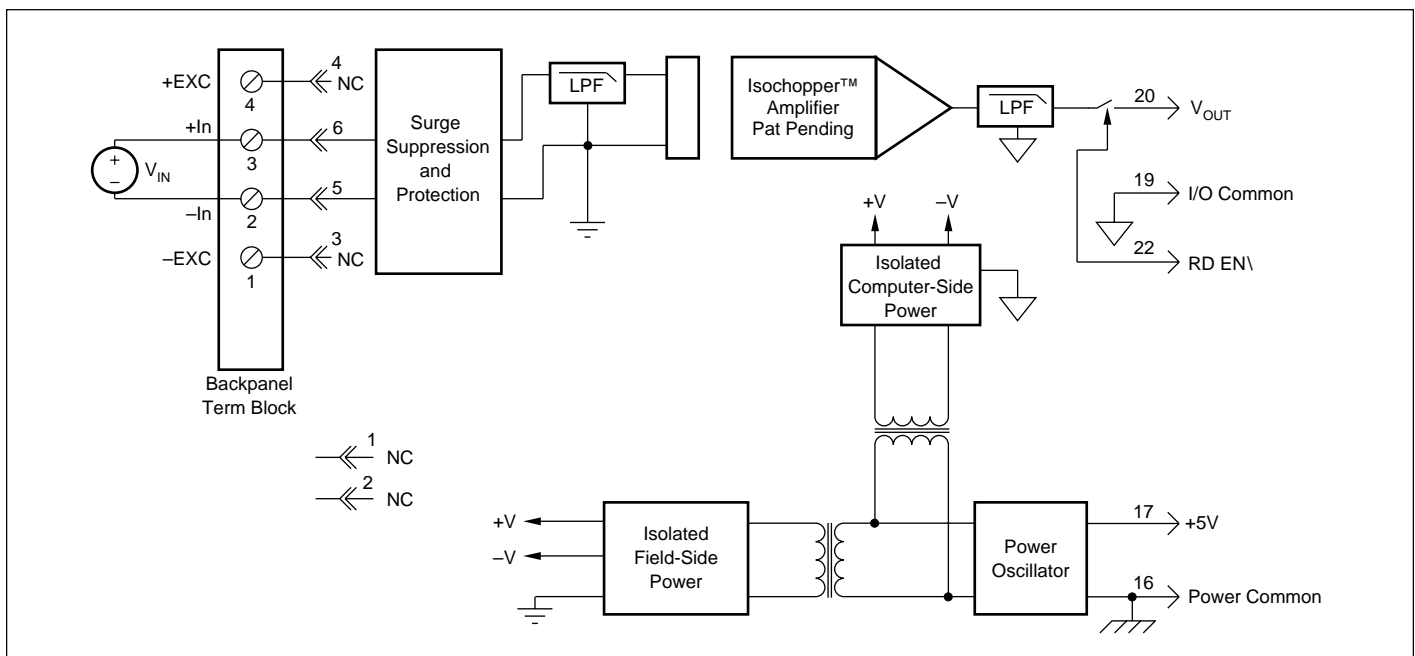 +EXC
4
4
NC
+In
3
6
+
–
V_IN
–In
2
5
–EXC
1
3
NC
Backpanel
Term Block
Surge
Suppression
and
Protection
LPF
Isochopper™
Amplifier
Pat Pending
LPF
20
V_OUT
19
I/O Common
22
RD EN\
+V
–V
Isolated
Computer-Side
Power
1
NC
2
NC
+V
–V
Isolated
Field-Side
Power
Power
Oscillator
17
+5V
16
Power Common